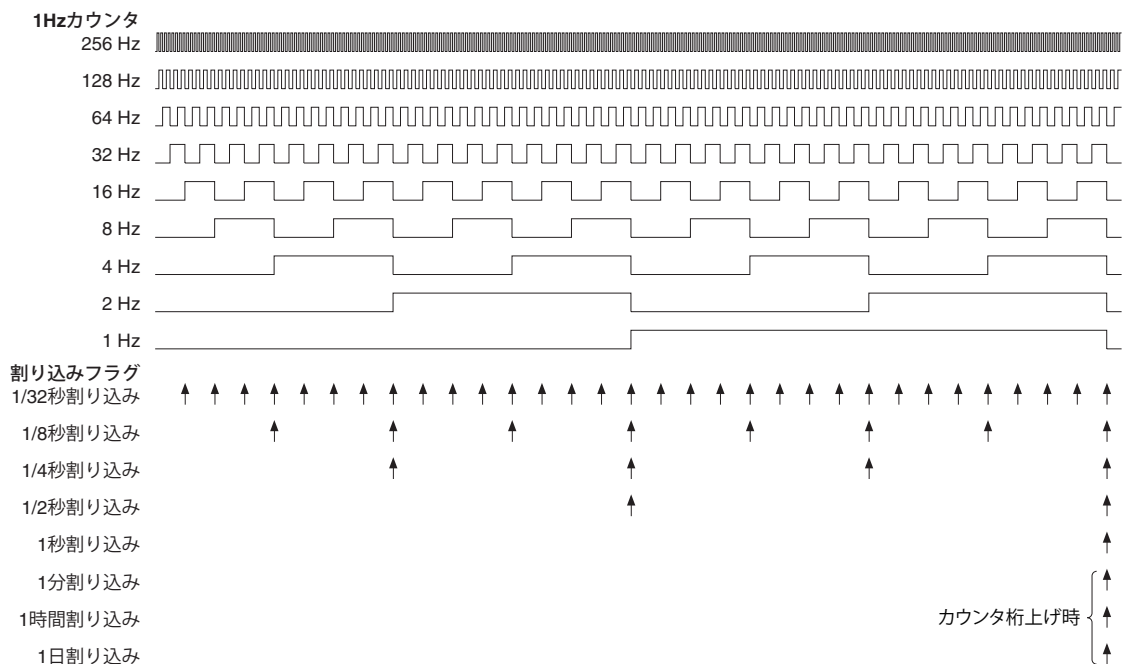 1Hzカウンタ
256 Hz
128 Hz
64 Hz
32 Hz
16 Hz
8 Hz
4 Hz
2 Hz
1 Hz
割り込みフラグ
1/32秒割り込み
1/8秒割り込み
1/4秒割り込み
1/2秒割り込み
1秒割り込み
1分割り込み
1時間割り込み
カウンタ桁上げ時
1日割り込み